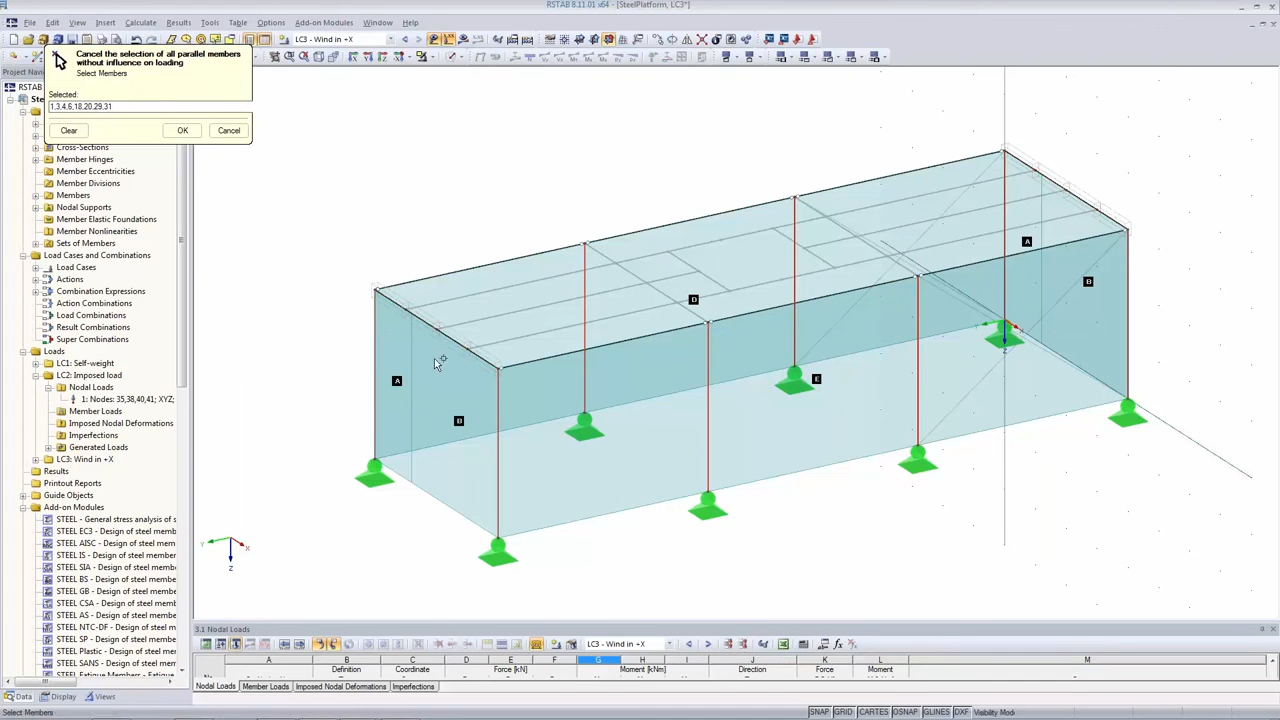 RSTAB 8.11.01 x64 - [SteelPlatform, LC3*]
File Edit View Insert Calculate Results Tools Table Options Add-on Modules Window Help
LC3 - Wind in +X
Cancel the selection of all parallel members
without influence on loading
Select Members
Selected:
1,3,4,6,18,20,29,31
Clear OK Cancel
Project Nav
RSTAB
Ste
Cross-Sections
Member Hinges
Member Eccentricities
Member Divisions
Members
Nodal Supports
Member Elastic Foundations
Member Nonlinearities
Sets of Members
Load Cases and Combinations
Load Cases
Actions
Combination Expressions
Action Combinations
Load Combinations
Result Combinations
Super Combinations
Loads
LC1: Self-weight
LC2: Imposed load
Nodal Loads
1: Nodes: 35,38,40,41; XYZ;
Member Loads
Imposed Nodal Deformations
Imperfections
Generated Loads
LC3: Wind in +X
Results
Printout Reports
Guide Objects
Add-on Modules
STEEL - General stress analysis of s
STEEL EC3 - Design of steel memb
STEEL AISC - Design of steel meml
STEEL IS - Design of steel member
STEEL SIA - Design of steel membe
STEEL BS - Design of steel membe
STEEL GB - Design of steel membe
STEEL CSA - Design of steel memb
STEEL AS - Design of steel membe
STEEL NTC-DF - Design of steel me
STEEL SP - Design of steel membe
STEEL Plastic - Design of steel mem
STEEL SANS - Design of steel mem
STEEL Fatigue Members - Fatigue
Data Display Views
A
B
D
E
A
B
X
Y
Z
X
Y
Z
3.1 Nodal Loads
LC3 - Wind in +X
A B C D E F G H I J K L M
Definition Coordinate Force [kN] Moment [kNm] Direction Force Moment
Nodal Loads Member Loads Imposed Nodal Deformations Imperfections
Select Members
SNAP GRID CARTES OSNAP GLINES DXF Visibility Mod